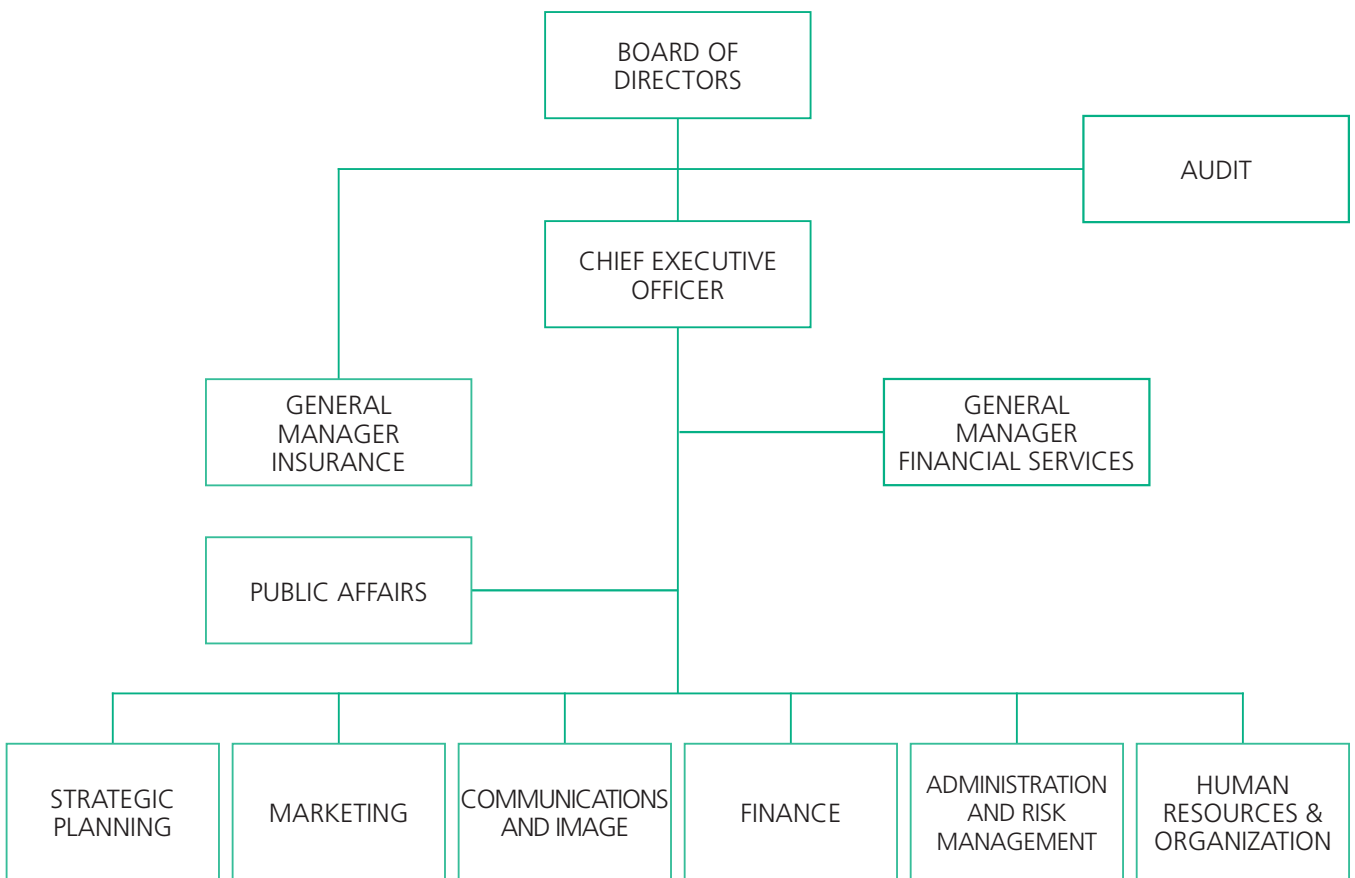 BOARD OF
DIRECTORS
AUDIT
CHIEF EXECUTIVE
OFFICER
GENERAL
MANAGER
INSURANCE
GENERAL
MANAGER
FINANCIAL SERVICES
PUBLIC AFFAIRS
STRATEGIC
PLANNING
MARKETING
COMMUNICATIONS
AND IMAGE
FINANCE
ADMINISTRATION
AND RISK
MANAGEMENT
HUMAN
RESOURCES &
ORGANIZATION